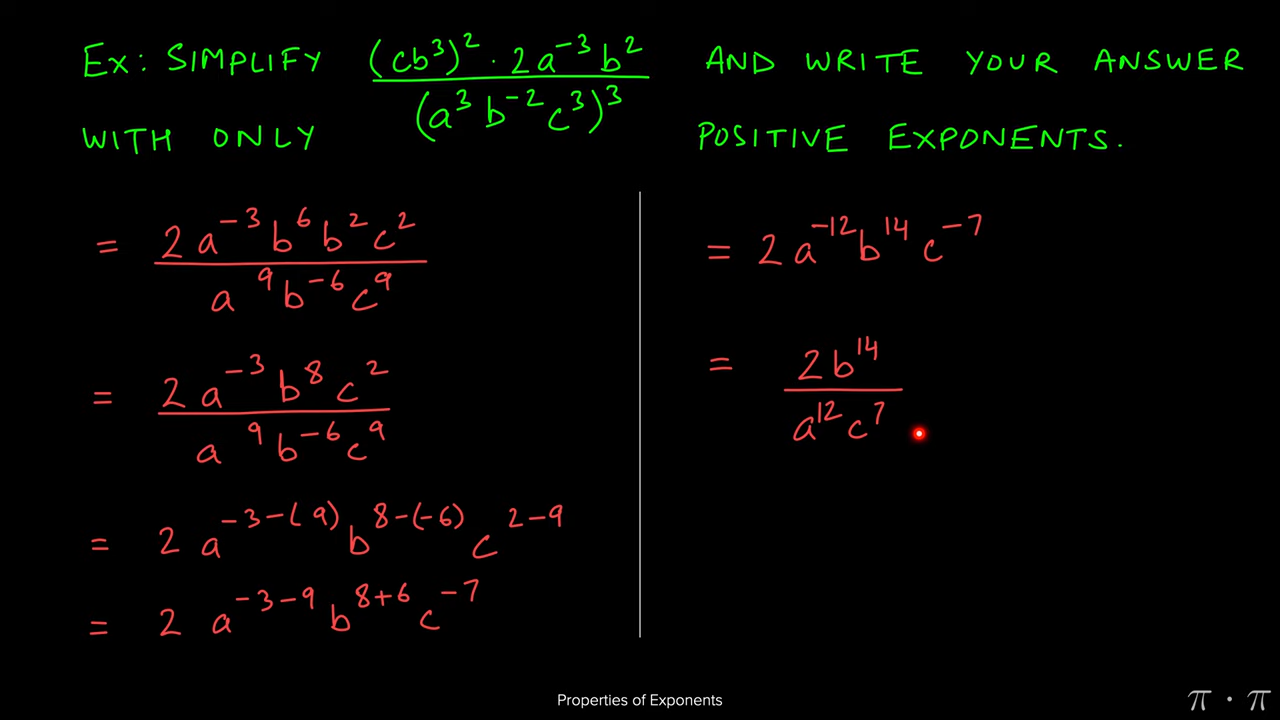 Ex: SIMPLIFY (cb³)² · 2a⁻³b² / (a³b⁻²c³)³ AND WRITE YOUR ANSWER
WITH ONLY POSITIVE EXPONENTS.
= 2a⁻³b⁶b²c² / a⁹b⁻⁶c⁹
= 2a⁻³b⁸c² / a⁹b⁻⁶c⁹
= 2a^{-3-(9)} b^{8-(-6)} c^{2-9}
= 2 a^{-3-9} b^{8+6} c⁻⁷
= 2a⁻¹²b¹⁴c⁻⁷
= 2b¹⁴ / a¹²c⁷
Properties of Exponents
π · π